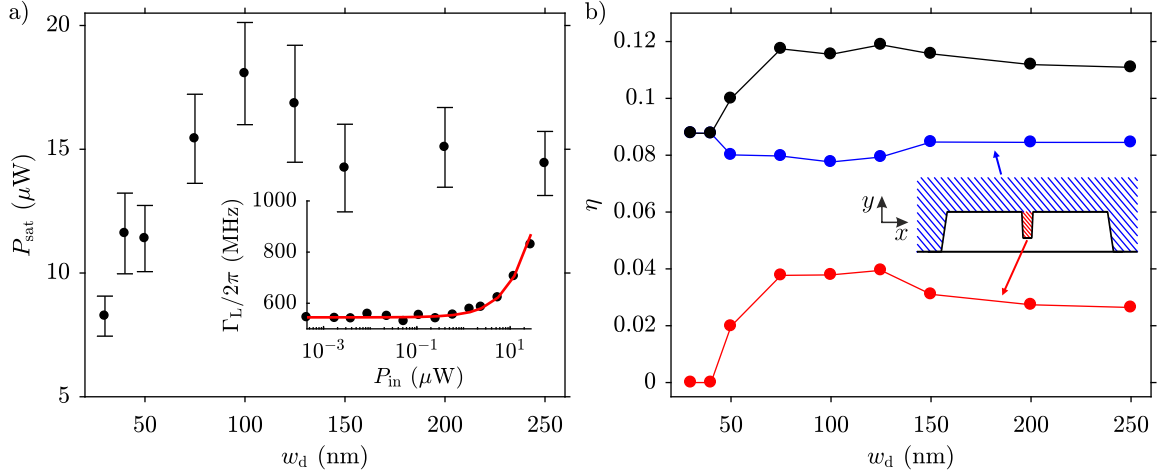 a)
20
15
10
5
P_sat (μW)
50
100
150
200
250
w_d (nm)
1000
800
600
Γ_L/2π (MHz)
10^−3
10^−1
10^1
P_in (μW)
b)
0.12
0.1
0.08
0.06
0.04
0.02
0
η
y
x
50
100
150
200
250
w_d (nm)